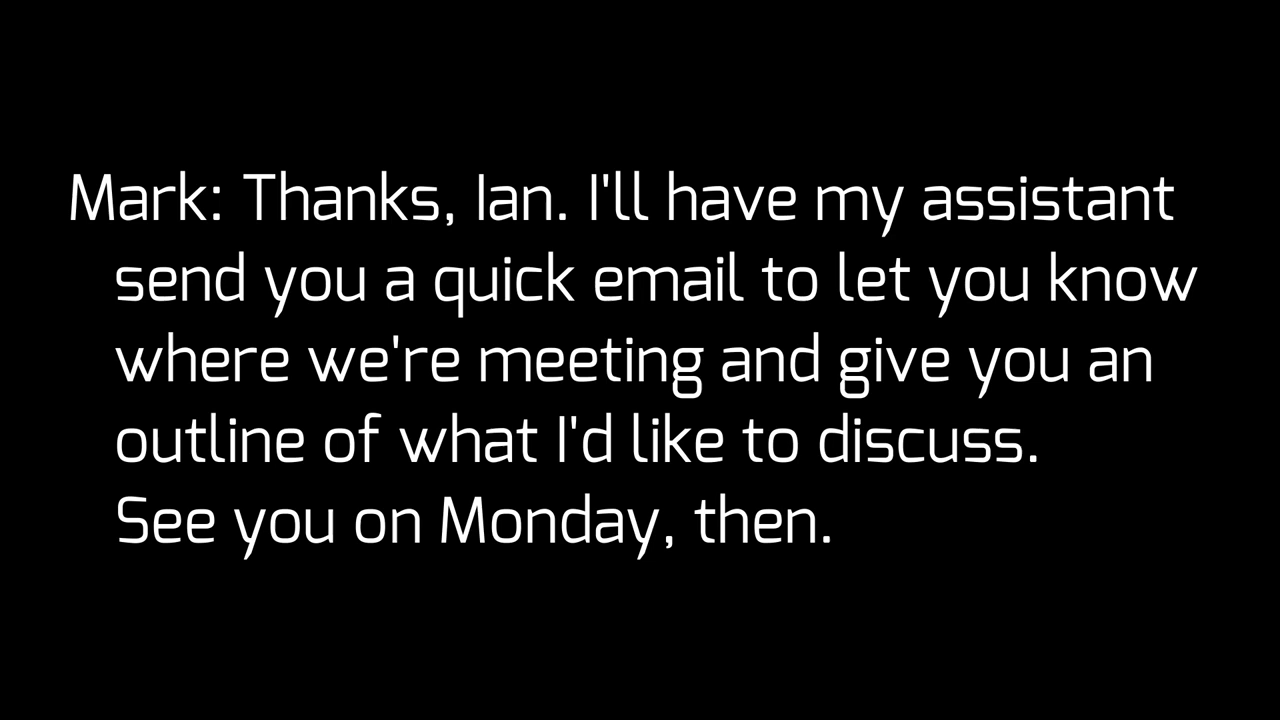 Mark: Thanks, Ian. I'll have my assistant
send you a quick email to let you know
where we're meeting and give you an
outline of what I'd like to discuss.
See you on Monday, then.